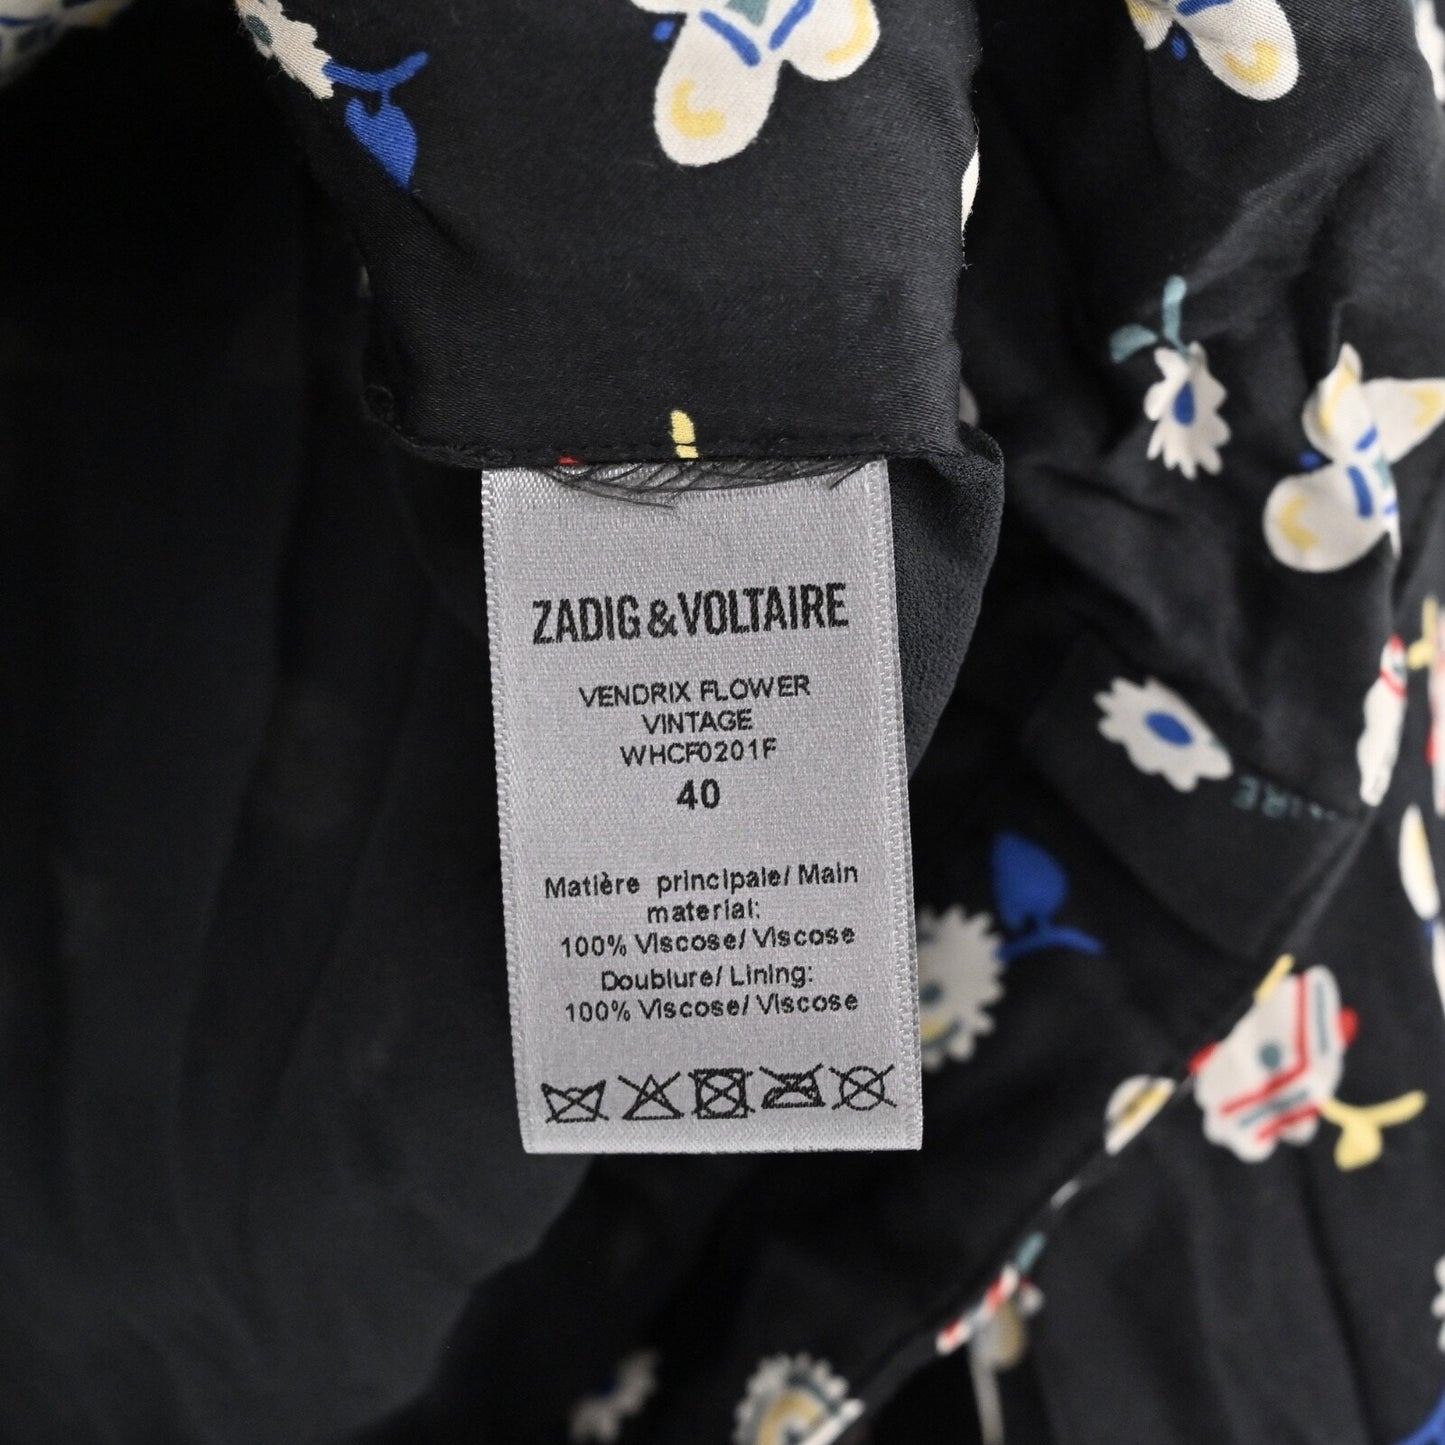 ZADIG&VOLTAIRE
VENDRIX FLOWER
VINTAGE
WHCF0201F
40
Matière principale/ Main
material:
100% Viscose/ Viscose
Doublure/ Lining:
100% Viscose/ Viscose